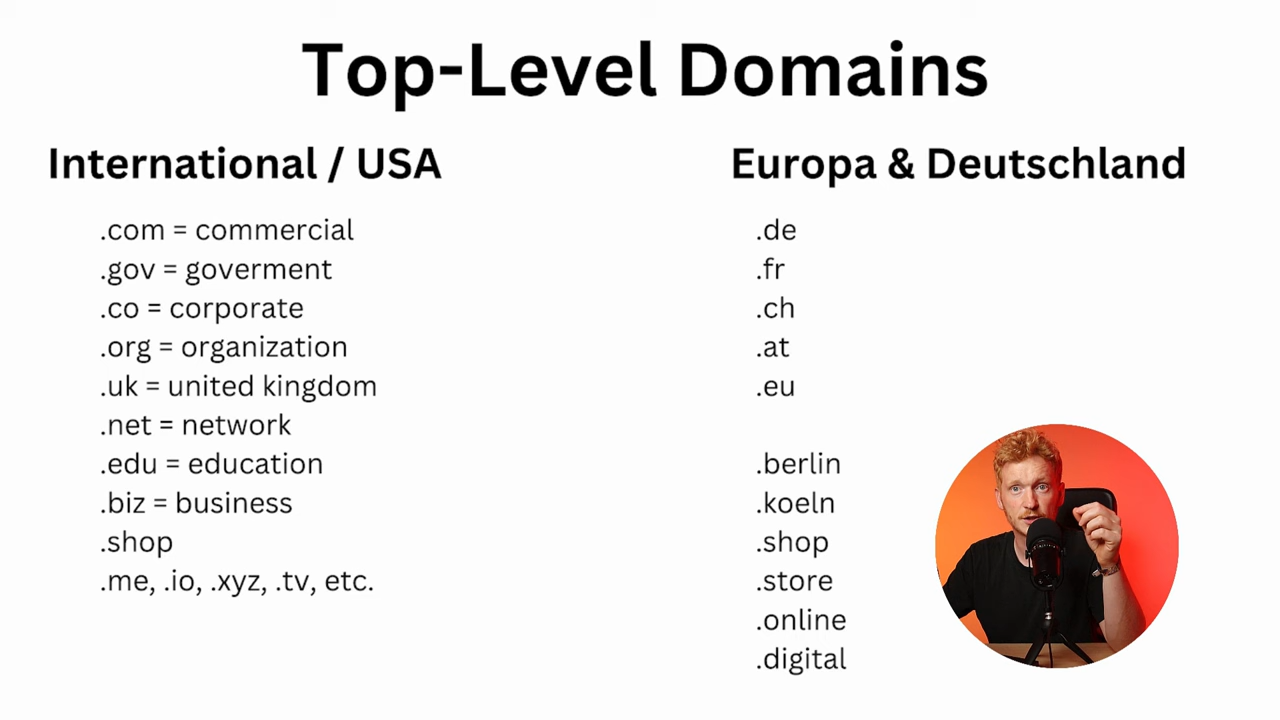 Top-Level Domains
International / USA
.com = commercial
.gov = goverment
.co = corporate
.org = organization
.uk = united kingdom
.net = network
.edu = education
.biz = business
.shop
.me, .io, .xyz, .tv, etc.
Europa & Deutschland
.de
.fr
.ch
.at
.eu
.berlin
.koeln
.shop
.store
.online
.digital